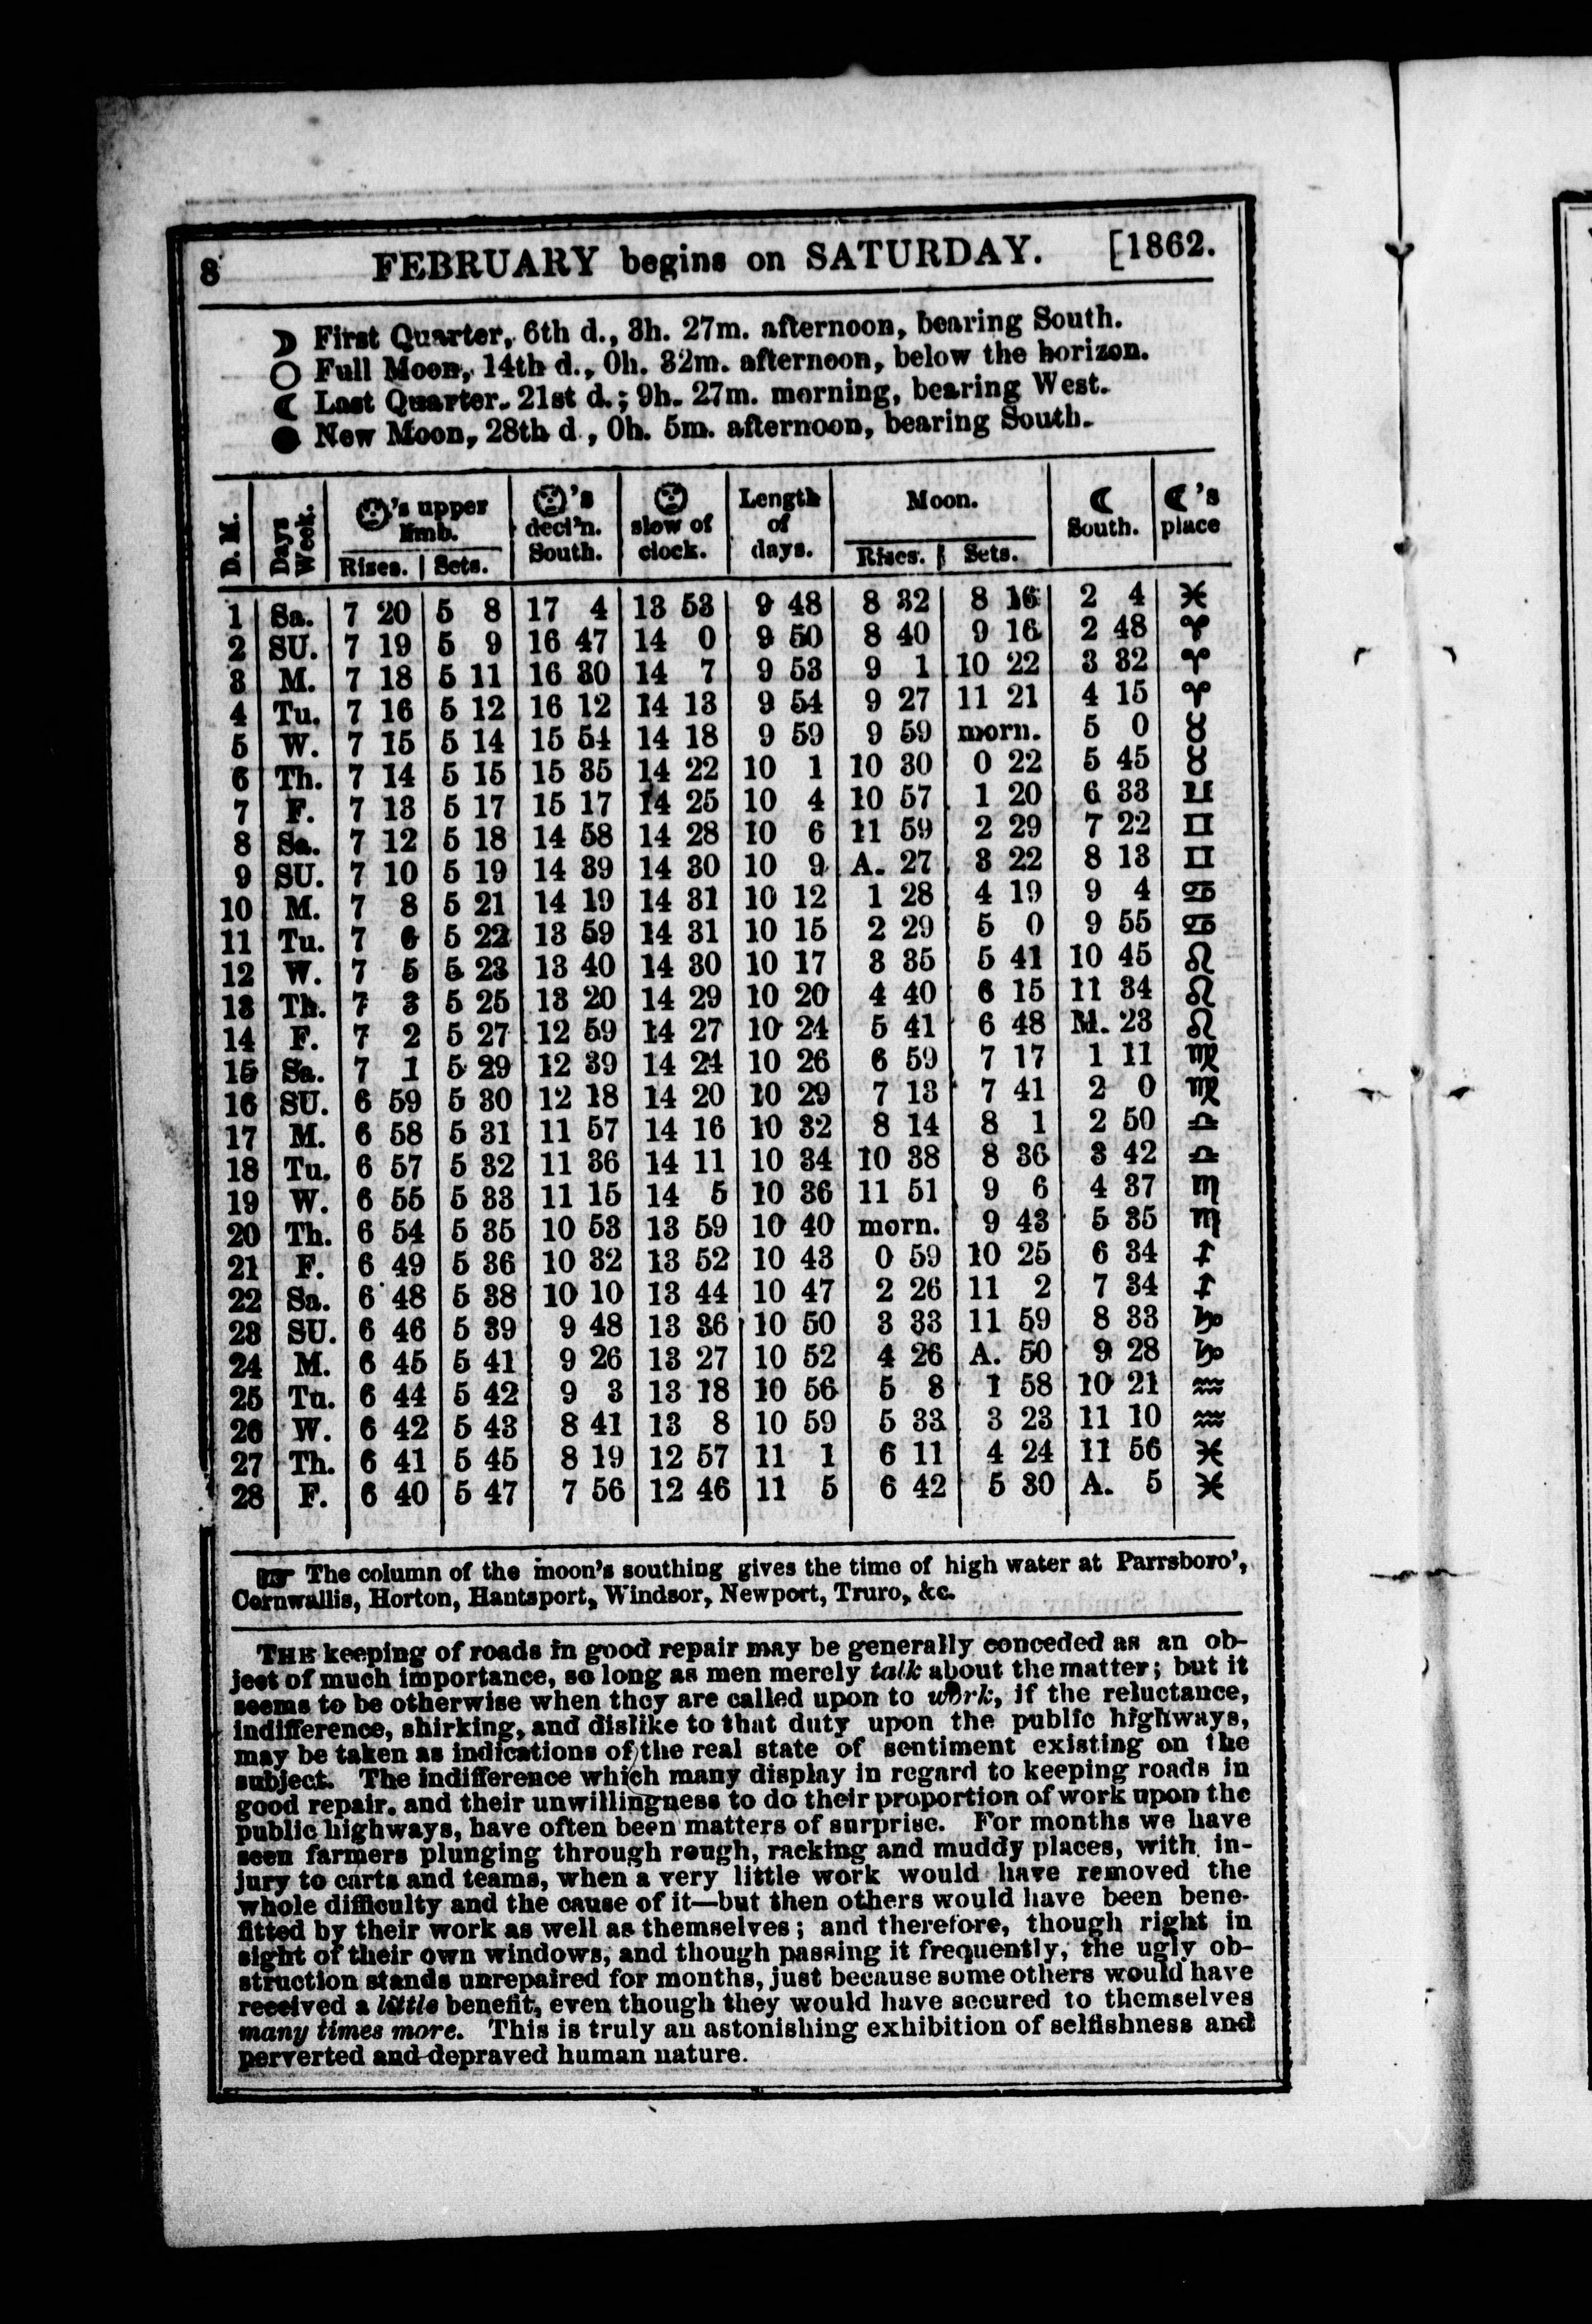 8 FEBRUARY begins on SATURDAY. [1862.
☽ First Quarter, 6th d., 3h. 27m. afternoon, bearing South.
○ Full Moon, 14th d., 0h. 32m. afternoon, below the horizon.
☾ Last Quarter. 21st d.; 9h. 27m. morning, bearing West.
● New Moon, 28th d , 0h. 5m. afternoon, bearing South.
D. M. Days Week. ☉'s upper limb. Rises. Sets. ☉'s decl'n. South. ☉ slow of clock. Length of days. Moon. Rises. Sets. ☾ South. ☾'s place
1 Sa. 7 20 5 8 17 4 13 53 9 48 8 32 8 16 2 4 ♓
2 SU. 7 19 5 9 16 47 14 0 9 50 8 40 9 16 2 48 ♈
3 M. 7 18 5 11 16 30 14 7 9 53 9 1 10 22 3 32 ♈
4 Tu. 7 16 5 12 16 12 14 13 9 54 9 27 11 21 4 15 ♈
5 W. 7 15 5 14 15 54 14 18 9 59 9 59 morn. 5 0 ♉
6 Th. 7 14 5 15 15 35 14 22 10 1 10 30 0 22 5 45 ♉
7 F. 7 13 5 17 15 17 14 25 10 4 10 57 1 20 6 33 ♊
8 Sa. 7 12 5 18 14 58 14 28 10 6 11 59 2 29 7 22 ♊
9 SU. 7 10 5 19 14 39 14 30 10 9 A. 27 3 22 8 13 ♊
10 M. 7 8 5 21 14 19 14 31 10 12 1 28 4 19 9 4 ♋
11 Tu. 7 6 5 22 13 59 14 31 10 15 2 29 5 0 9 55 ♋
12 W. 7 5 5 23 13 40 14 30 10 17 3 35 5 41 10 45 ♌
13 Th. 7 3 5 25 13 20 14 29 10 20 4 40 6 15 11 34 ♌
14 F. 7 2 5 27 12 59 14 27 10 24 5 41 6 48 M. 23 ♌
15 Sa. 7 1 5 29 12 39 14 24 10 26 6 59 7 17 1 11 ♍
16 SU. 6 59 5 30 12 18 14 20 10 29 7 13 7 41 2 0 ♍
17 M. 6 58 5 31 11 57 14 16 10 32 8 14 8 1 2 50 ♎
18 Tu. 6 57 5 32 11 36 14 11 10 34 10 38 8 36 3 42 ♎
19 W. 6 55 5 33 11 15 14 5 10 36 11 51 9 6 4 37 ♏
20 Th. 6 54 5 35 10 53 13 59 10 40 morn. 9 43 5 35 ♏
21 F. 6 49 5 36 10 32 13 52 10 43 0 59 10 25 6 34 ♐
22 Sa. 6 48 5 38 10 10 13 44 10 47 2 26 11 2 7 34 ♐
23 SU. 6 46 5 39 9 48 13 36 10 50 3 33 11 59 8 33 ♑
24 M. 6 45 5 41 9 26 13 27 10 52 4 26 A. 50 9 28 ♑
25 Tu. 6 44 5 42 9 3 13 18 10 56 5 8 1 58 10 21 ♒
26 W. 6 42 5 43 8 41 13 8 10 59 5 33 3 23 11 10 ♒
27 Th. 6 41 5 45 8 19 12 57 11 1 6 11 4 24 11 56 ♓
28 F. 6 40 5 47 7 56 12 46 11 5 6 42 5 30 A. 5 ♓
☞ The column of the moon's southing gives the time of high water at Parrsboro',
Cornwallis, Horton, Hantsport, Windsor, Newport, Truro, &c.
THE keeping of roads in good repair may be generally conceded as an ob-
ject of much importance, so long as men merely talk about the matter; but it
seems to be otherwise when they are called upon to work, if the reluctance,
indifference, shirking, and dislike to that duty upon the public highways,
may be taken as indications of the real state of sentiment existing on the
subject. The indifference which many display in regard to keeping roads in
good repair. and their unwillingness to do their proportion of work upon the
public highways, have often been matters of surprise. For months we have
seen farmers plunging through rough, racking and muddy places, with in-
jury to carts and teams, when a very little work would have removed the
whole difficulty and the cause of it—but then others would have been bene-
fitted by their work as well as themselves; and therefore, though right in
sight of their own windows, and though passing it frequently, the ugly ob-
struction stands unrepaired for months, just because some others would have
received a little benefit, even though they would have secured to themselves
many times more. This is truly an astonishing exhibition of selfishness and
perverted and depraved human nature.